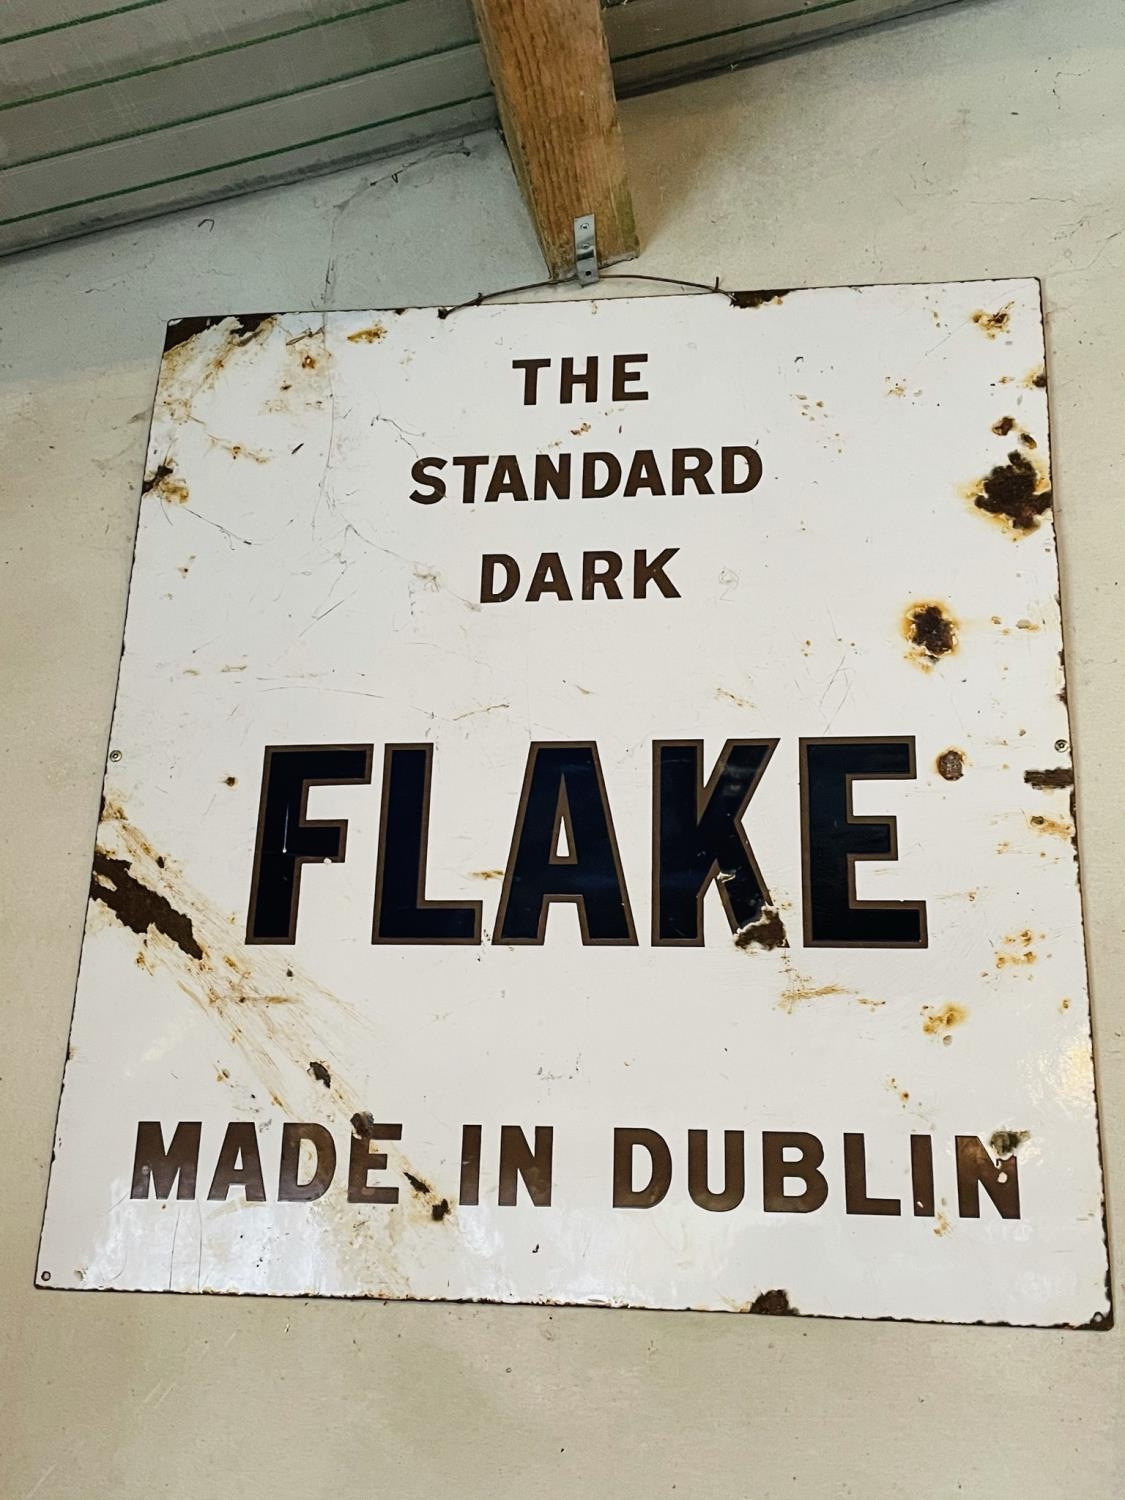 THE
STANDARD
DARK
FLAKE
MADE IN DUBLIN